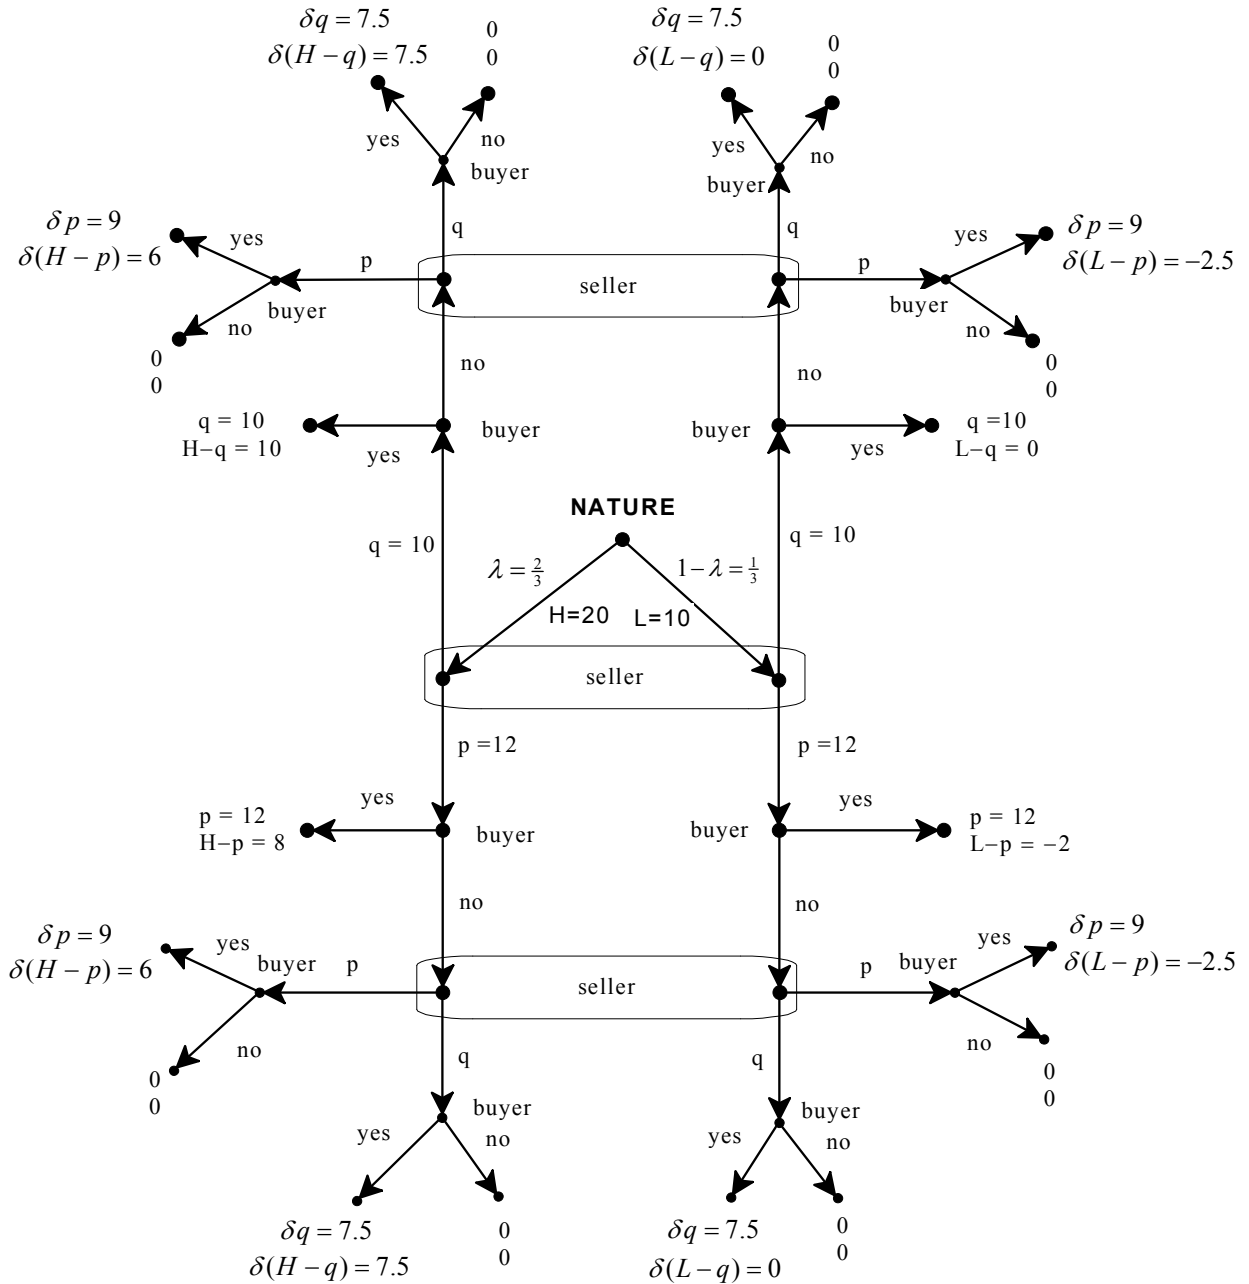 δq = 7.5
δ(H−q) = 7.5
0
0
δq = 7.5
δ(L−q) = 0
0
0
yes
no
buyer
yes
no
buyer
δp = 9
δ(H−p) = 6
yes
p
q
seller
q
p
yes
δp = 9
δ(L−p) = −2.5
buyer
no
buyer
no
0
0
no
no
0
0
q = 10
H−q = 10
yes
buyer
buyer
yes
q=10
L−q = 0
NATURE
q = 10
q = 10
λ = 2/3
1−λ = 1/3
H=20
L=10
seller
p =12
p =12
p = 12
H−p = 8
yes
buyer
buyer
yes
p = 12
L−p = −2
no
no
δp = 9
δ(H−p) = 6
yes
buyer
p
seller
p
buyer
yes
δp = 9
δ(L−p) = −2.5
no
q
q
no
0
0
0
0
yes
buyer
no
yes
buyer
no
δq = 7.5
δ(H−q) = 7.5
0
0
δq = 7.5
δ(L−q) = 0
0
0